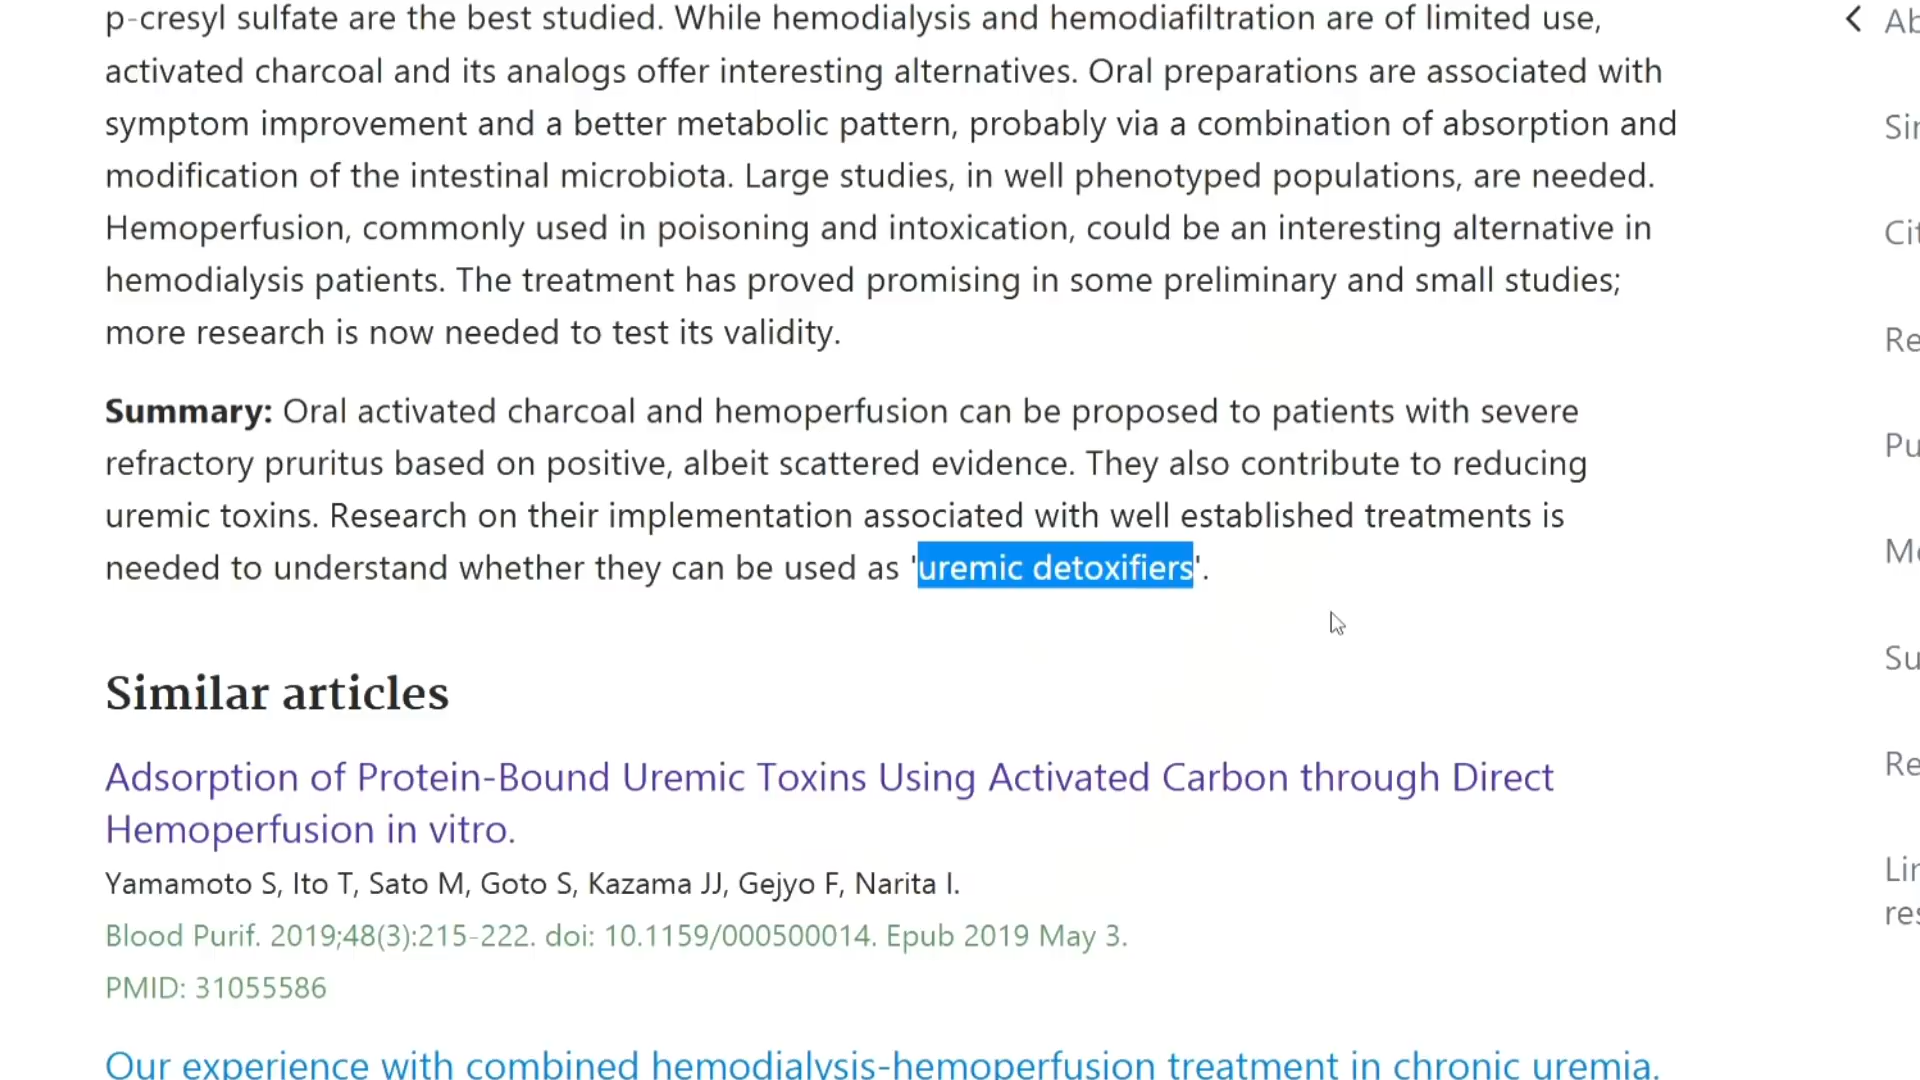 p-cresyl sulfate are the best studied. While hemodialysis and hemodiafiltration are of limited use,
activated charcoal and its analogs offer interesting alternatives. Oral preparations are associated with
symptom improvement and a better metabolic pattern, probably via a combination of absorption and
modification of the intestinal microbiota. Large studies, in well phenotyped populations, are needed.
Hemoperfusion, commonly used in poisoning and intoxication, could be an interesting alternative in
hemodialysis patients. The treatment has proved promising in some preliminary and small studies;
more research is now needed to test its validity.
Summary: Oral activated charcoal and hemoperfusion can be proposed to patients with severe
refractory pruritus based on positive, albeit scattered evidence. They also contribute to reducing
uremic toxins. Research on their implementation associated with well established treatments is
needed to understand whether they can be used as 'uremic detoxifiers'.
Similar articles
Adsorption of Protein-Bound Uremic Toxins Using Activated Carbon through Direct
Hemoperfusion in vitro.
Yamamoto S, Ito T, Sato M, Goto S, Kazama JJ, Gejyo F, Narita I.
Blood Purif. 2019;48(3):215-222. doi: 10.1159/000500014. Epub 2019 May 3.
PMID: 31055586
Our experience with combined hemodialysis-hemoperfusion treatment in chronic uremia.